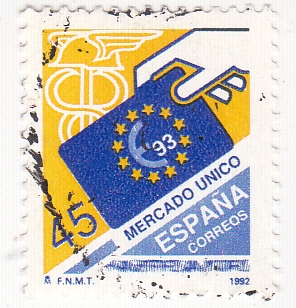 93
45
MERCADO UNICO
ESPAÑA
CORREOS
F.N.M.T. 1992